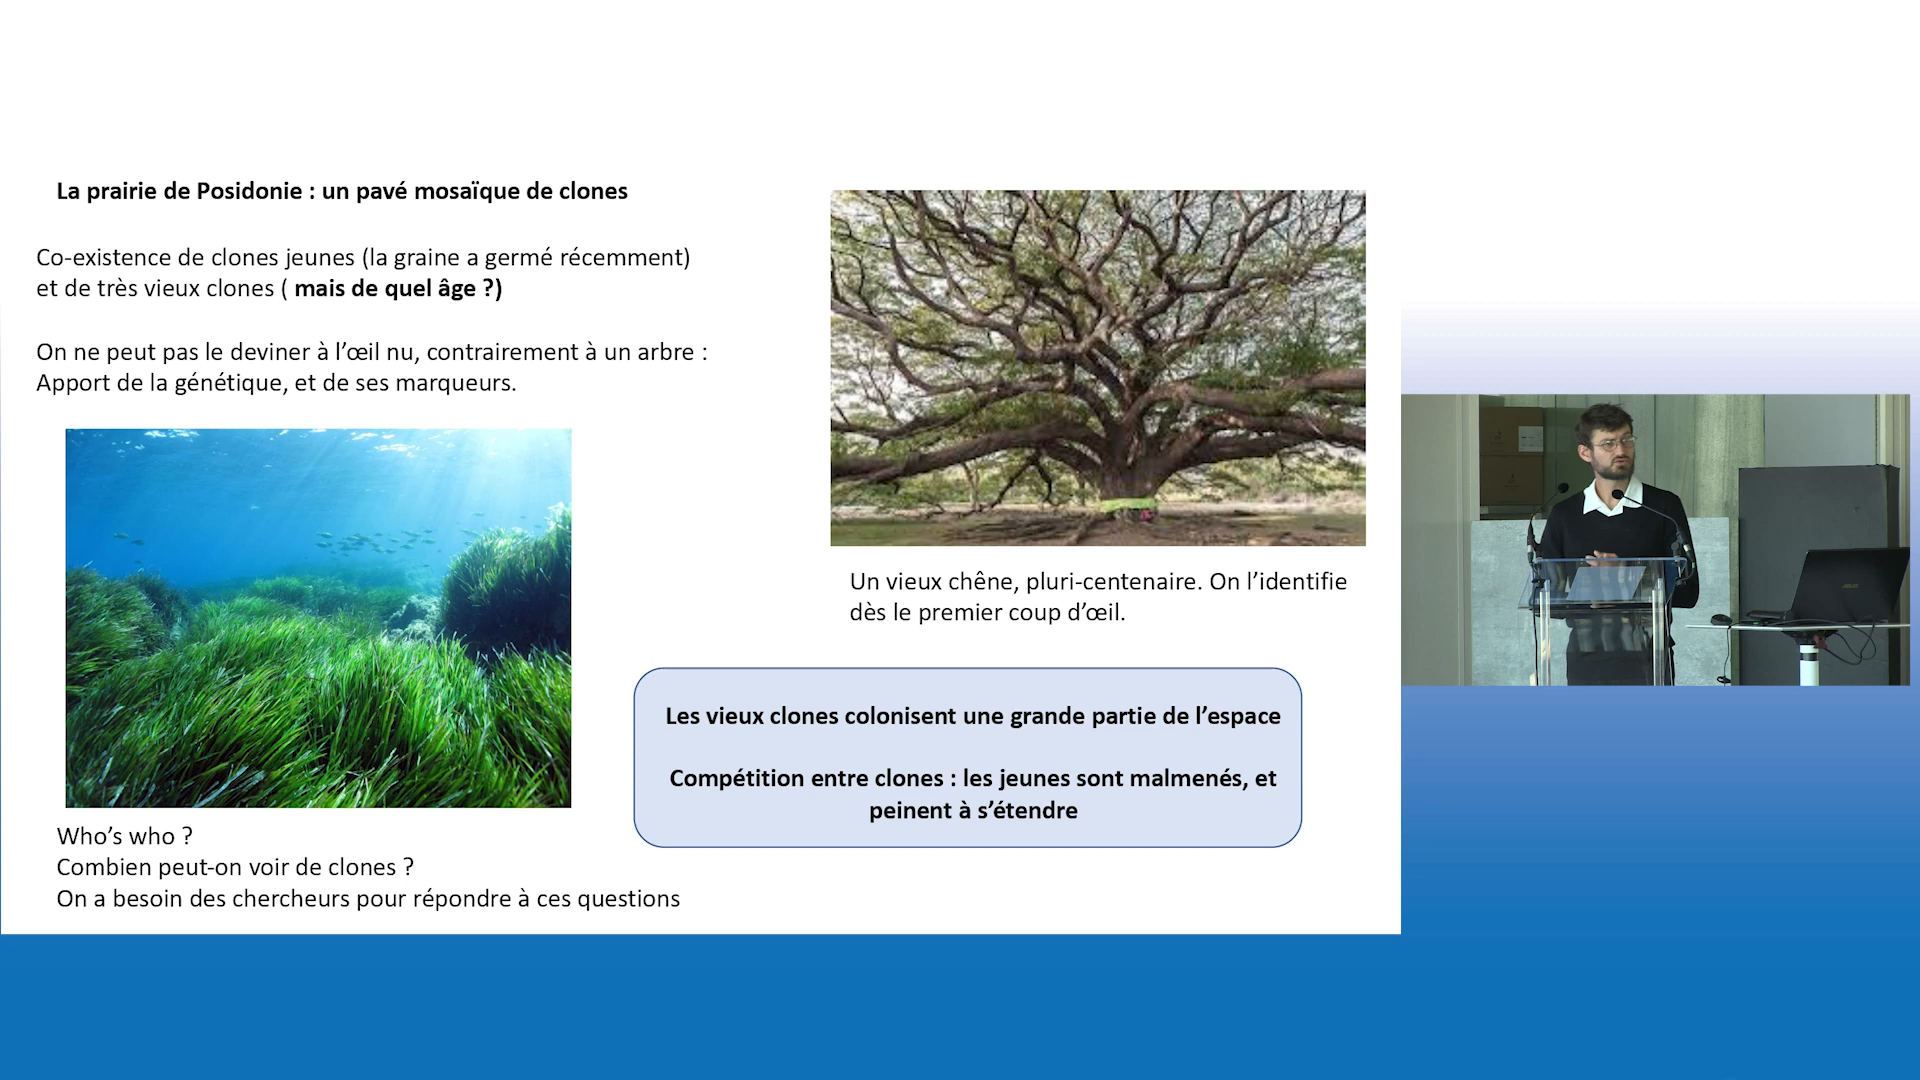 La prairie de Posidonie : un pavé mosaïque de clones
Co-existence de clones jeunes (la graine a germé récemment)
et de très vieux clones ( mais de quel âge ?)
On ne peut pas le deviner à l’œil nu, contrairement à un arbre :
Apport de la génétique, et de ses marqueurs.
Who’s who ?
Combien peut-on voir de clones ?
On a besoin des chercheurs pour répondre à ces questions
Un vieux chêne, pluri-centenaire. On l’identifie
dès le premier coup d’œil.
Les vieux clones colonisent une grande partie de l’espace
Compétition entre clones : les jeunes sont malmenés, et
peinent à s’étendre